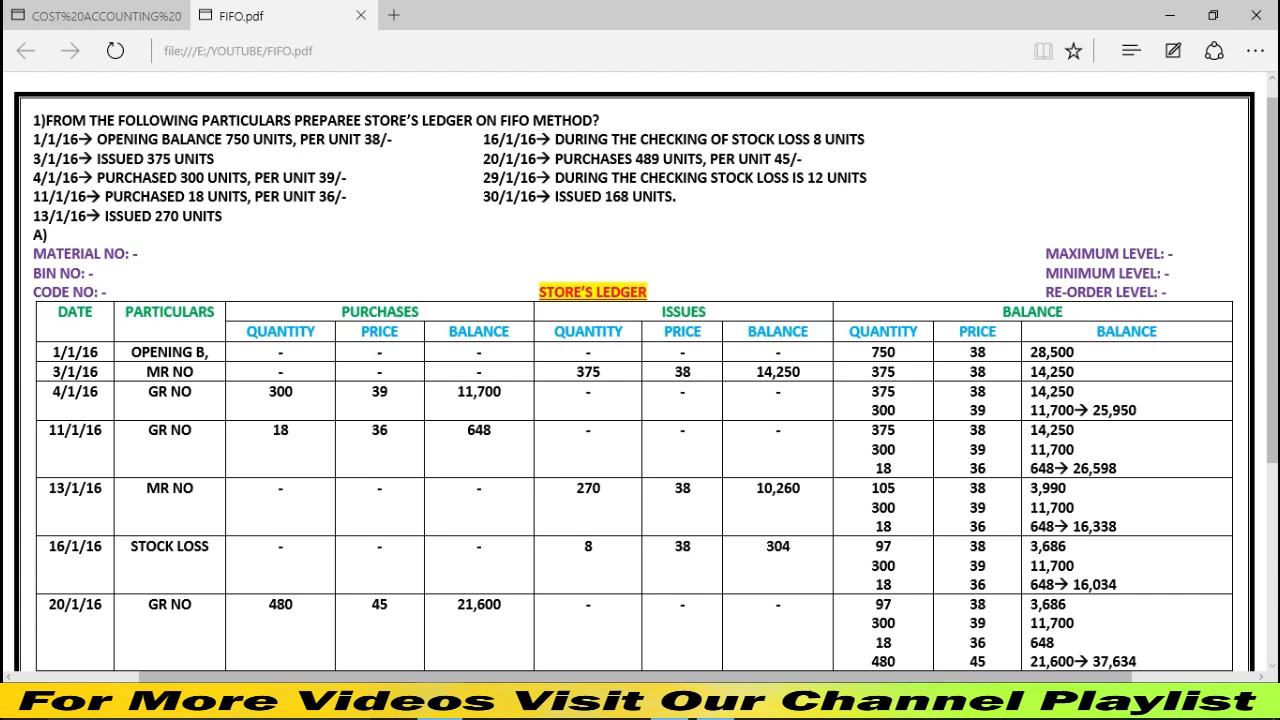 COST%20ACCOUNTING%20
FIFO.pdf
file:///E:/YOUTUBE/FIFO.pdf
1)FROM THE FOLLOWING PARTICULARS PREPAREE STORE'S LEDGER ON FIFO METHOD?
1/1/16→ OPENING BALANCE 750 UNITS, PER UNIT 38/-
3/1/16→ ISSUED 375 UNITS
4/1/16→ PURCHASED 300 UNITS, PER UNIT 39/-
11/1/16→ PURCHASED 18 UNITS, PER UNIT 36/-
13/1/16→ ISSUED 270 UNITS
16/1/16→ DURING THE CHECKING OF STOCK LOSS 8 UNITS
20/1/16→ PURCHASES 489 UNITS, PER UNIT 45/-
29/1/16→ DURING THE CHECKING STOCK LOSS IS 12 UNITS
30/1/16→ ISSUED 168 UNITS.
A)
MATERIAL NO: -
BIN NO: -
CODE NO: -
MAXIMUM LEVEL: -
MINIMUM LEVEL: -
RE-ORDER LEVEL: -
STORE'S LEDGER
DATE PARTICULARS PURCHASES ISSUES BALANCE
QUANTITY PRICE BALANCE QUANTITY PRICE BALANCE QUANTITY PRICE BALANCE
1/1/16 OPENING B, - - - - - - 750 38 28,500
3/1/16 MR NO - - - 375 38 14,250 375 38 14,250
4/1/16 GR NO 300 39 11,700 - - - 375 38 14,250
300 39 11,700→ 25,950
11/1/16 GR NO 18 36 648 - - - 375 38 14,250
300 39 11,700
18 36 648→ 26,598
13/1/16 MR NO - - - 270 38 10,260 105 38 3,990
300 39 11,700
18 36 648→ 16,338
16/1/16 STOCK LOSS - - - 8 38 304 97 38 3,686
300 39 11,700
18 36 648→ 16,034
20/1/16 GR NO 480 45 21,600 - - - 97 38 3,686
300 39 11,700
18 36 648
480 45 21,600→ 37,634
For More Videos Visit Our Channel Playlist